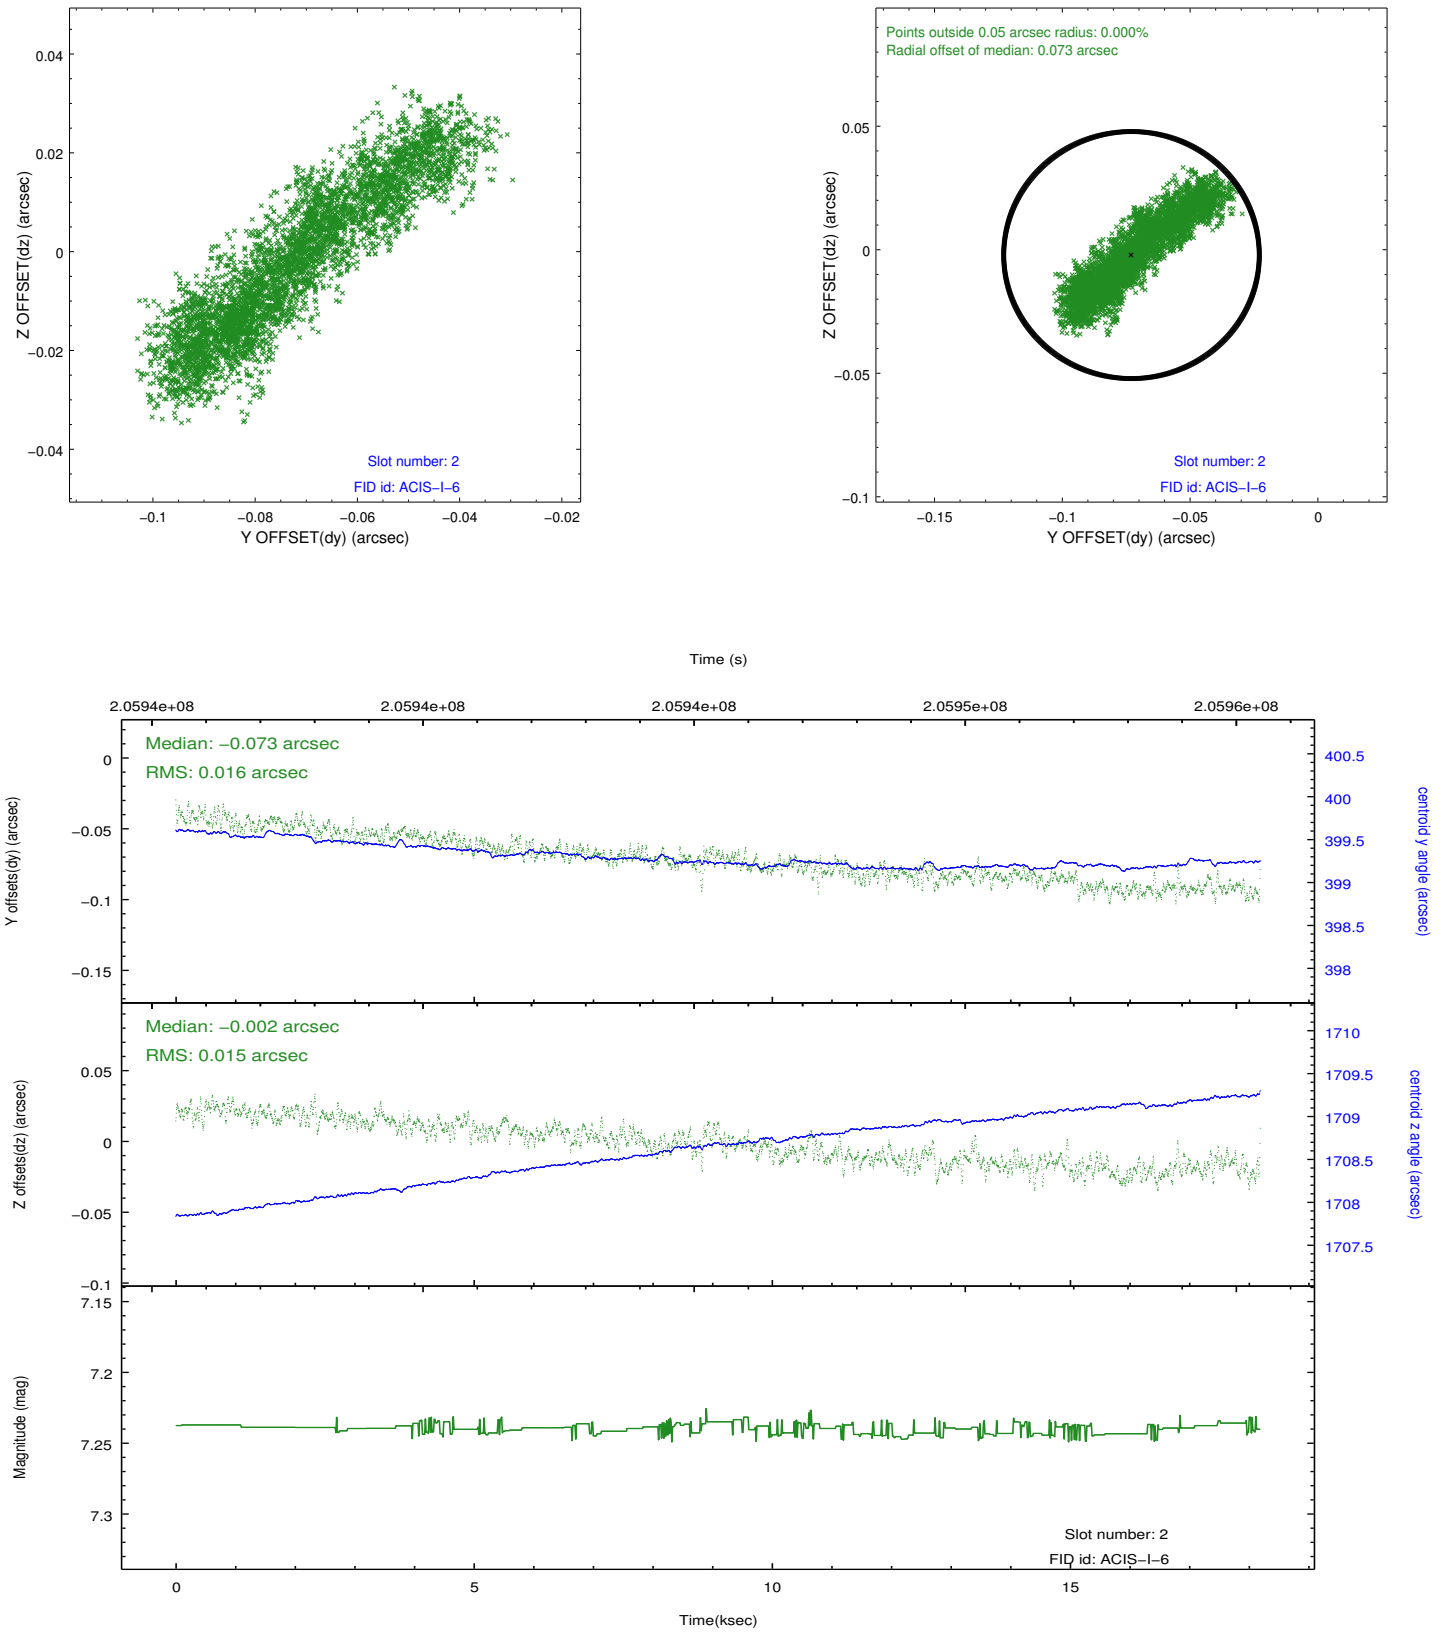 0.04
0.02
0
−0.02
−0.04
Z OFFSET(dz) (arcsec)
Slot number: 2
FID id: ACIS−I−6
−0.1
−0.08
−0.06
−0.04
−0.02
Y OFFSET(dy) (arcsec)
Points outside 0.05 arcsec radius: 0.000%
Radial offset of median: 0.073 arcsec
0.05
0
−0.05
−0.1
Z OFFSET(dz) (arcsec)
Slot number: 2
FID id: ACIS−I−6
−0.15
−0.1
−0.05
0
Y OFFSET(dy) (arcsec)
Time (s)
2.0594e+08
2.0594e+08
2.0594e+08
2.0595e+08
2.0596e+08
Median: −0.073 arcsec
RMS: 0.016 arcsec
0
−0.05
−0.1
−0.15
Y offsets(dy) (arcsec)
400.5
400
399.5
399
398.5
398
centroid y angle (arcsec)
Median: −0.002 arcsec
RMS: 0.015 arcsec
0.05
0
−0.05
−0.1
Z offsets(dz) (arcsec)
1710
1709.5
1709
1708.5
1708
1707.5
centroid z angle (arcsec)
7.15
7.2
7.25
7.3
Magnitude (mag)
Slot number: 2
FID id: ACIS−I−6
0
5
10
15
Time(ksec)